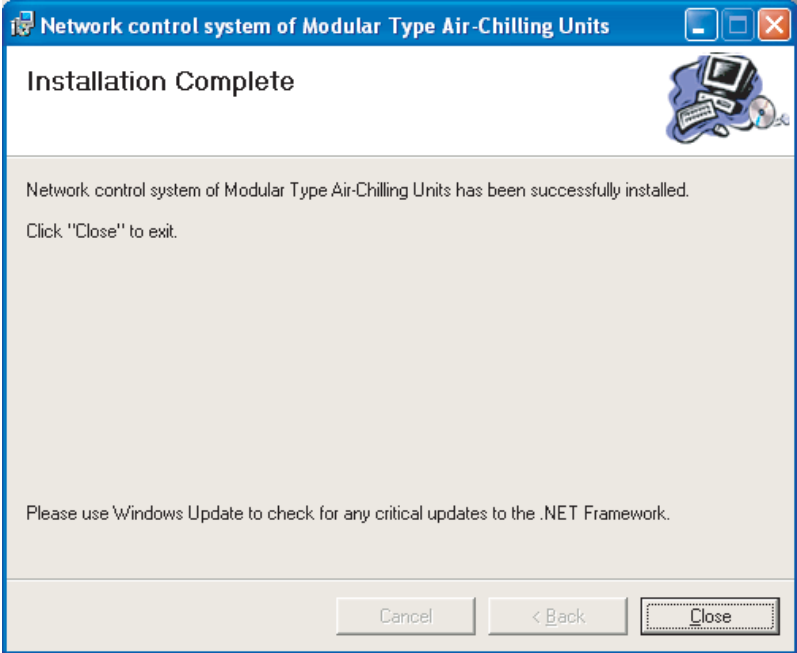 Network control system of Modular Type Air-Chilling Units
Installation Complete
Network control system of Modular Type Air-Chilling Units has been successfully installed.
Click "Close" to exit.
Please use Windows Update to check for any critical updates to the .NET Framework.
Cancel
< Back
Close